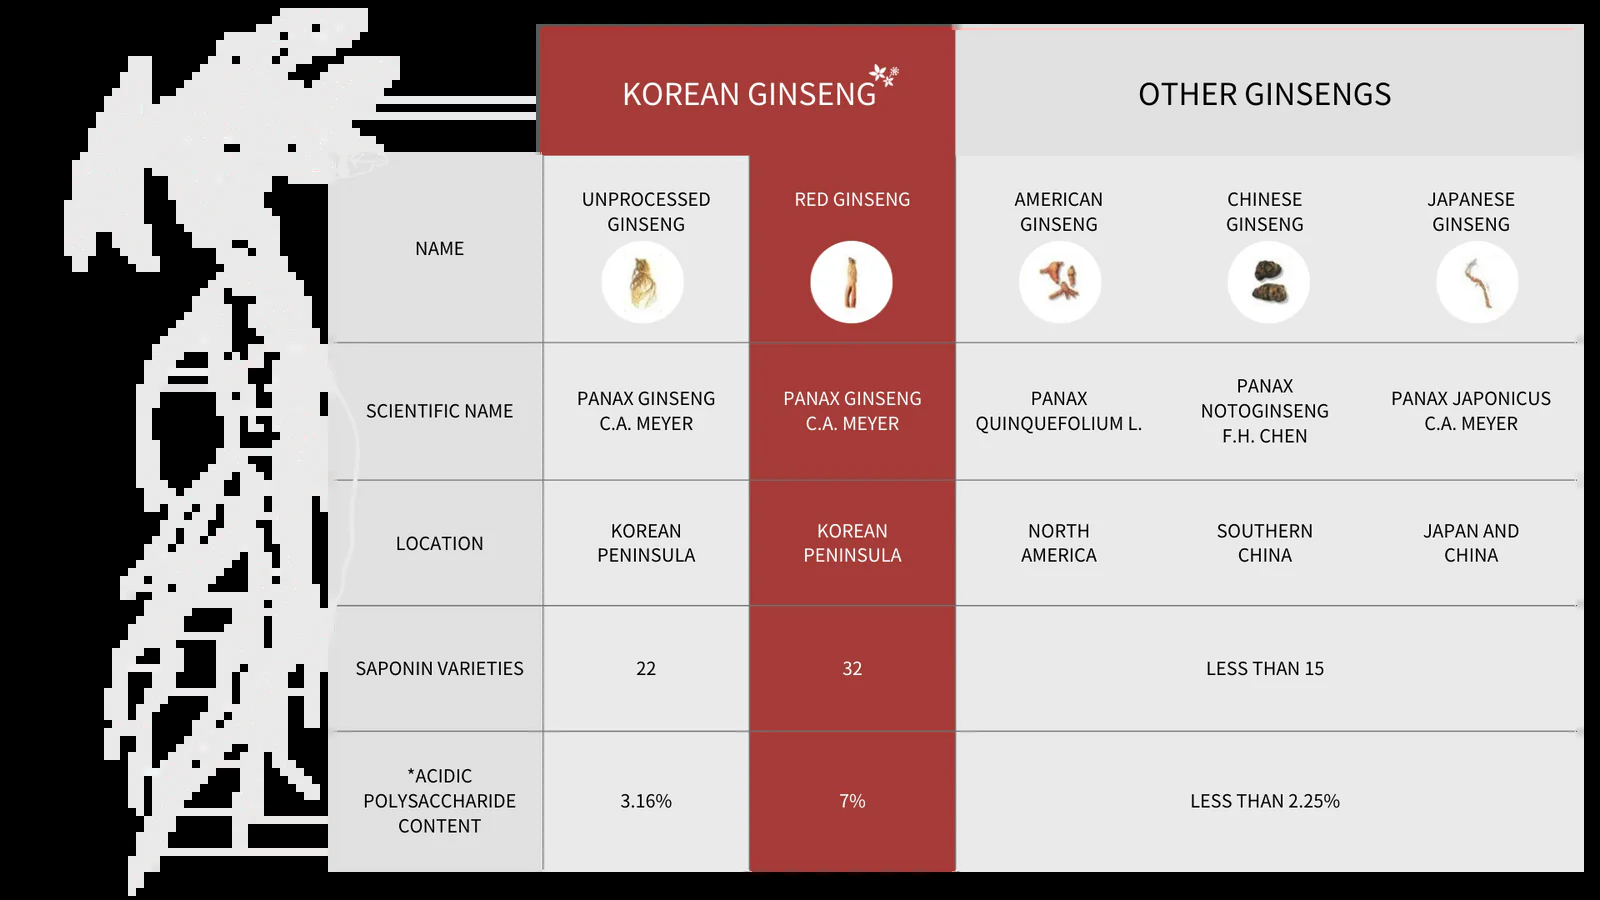 KOREAN GINSENG
OTHER GINSENGS
NAME
UNPROCESSED
GINSENG
RED GINSENG
AMERICAN
GINSENG
CHINESE
GINSENG
JAPANESE
GINSENG
SCIENTIFIC NAME
PANAX GINSENG
C.A. MEYER
PANAX GINSENG
C.A. MEYER
PANAX
QUINQUEFOLIUM L.
PANAX
NOTOGINSENG
F.H. CHEN
PANAX JAPONICUS
C.A. MEYER
LOCATION
KOREAN
PENINSULA
KOREAN
PENINSULA
NORTH
AMERICA
SOUTHERN
CHINA
JAPAN AND
CHINA
SAPONIN VARIETIES
22
32
LESS THAN 15
*ACIDIC
POLYSACCHARIDE
CONTENT
3.16%
7%
LESS THAN 2.25%